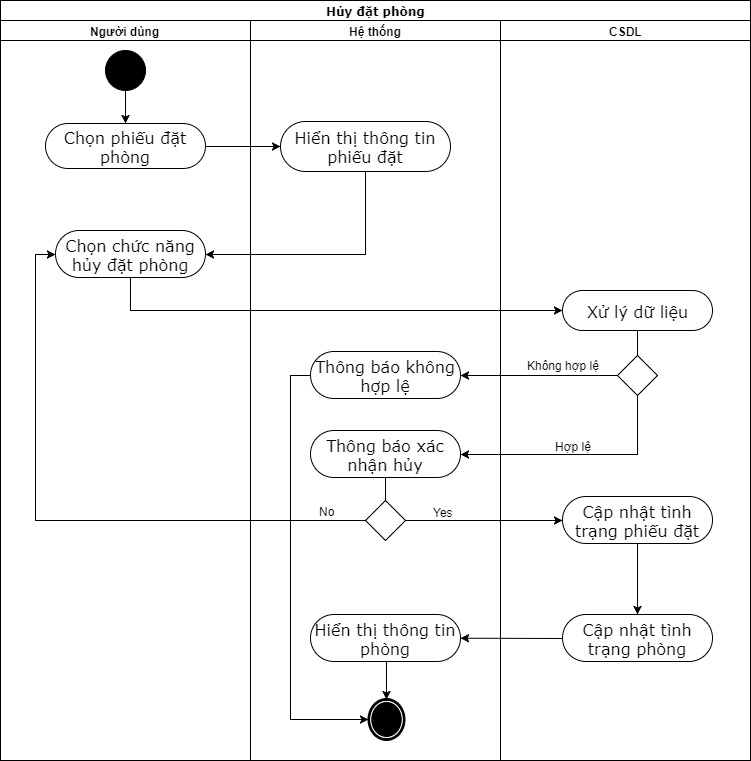 Hủy đặt phòng
Người dùng
Hệ thống
CSDL
Chọn phiếu đặt
phòng
Hiển thị thông tin
phiếu đặt
Chọn chức năng
hủy đặt phòng
Xử lý dữ liệu
Thông báo không
hợp lệ
Không hợp lệ
Thông báo xác
nhận hủy
Hợp lệ
No
Yes
Cập nhật tình
trạng phiếu đặt
Hiển thị thông tin
phòng
Cập nhật tình
trạng phòng